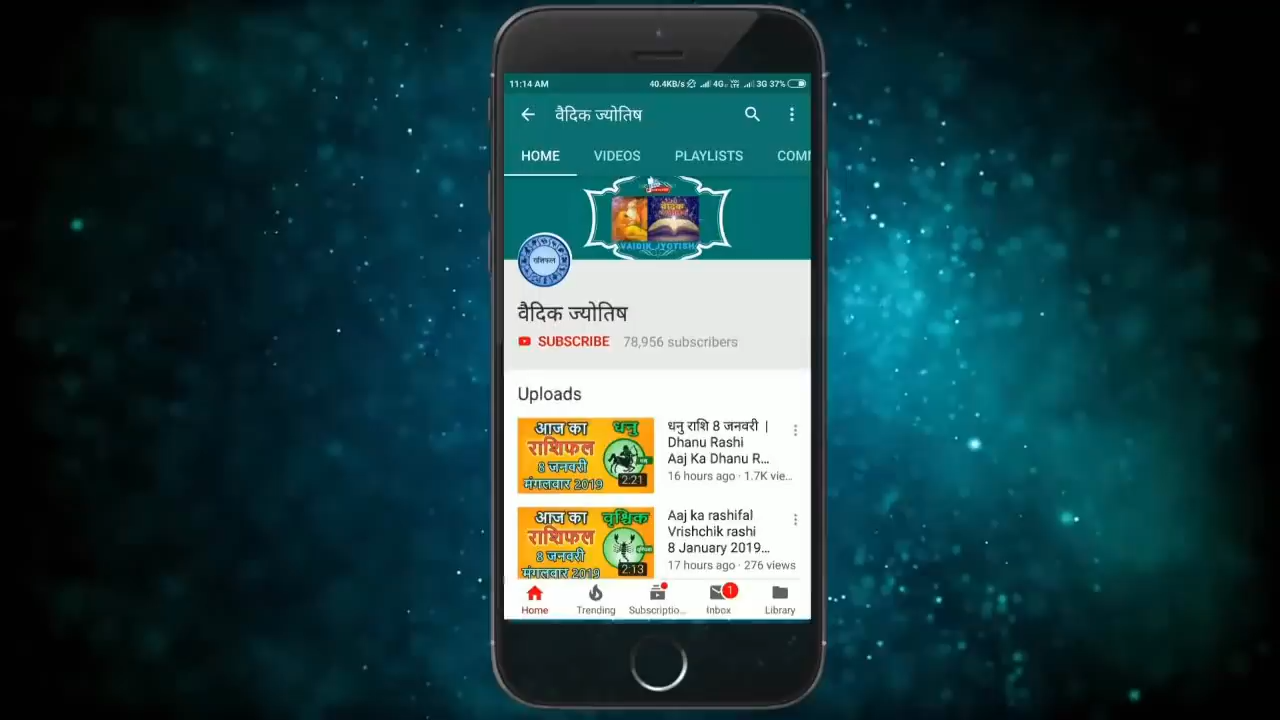 11:14 AM
40.4KB/s 4G VoLTE 3G 37%
वैदिक ज्योतिष
HOME VIDEOS PLAYLISTS COM
वैदिक
VAIDIK JYOTISH
राशिफल
वैदिक ज्योतिष
SUBSCRIBE 78,956 subscribers
Uploads
आज का धनु
राशिफल
8 जनवरी
मंगलवार 2019
2:21
धनु राशि 8 जनवरी |
Dhanu Rashi
Aaj Ka Dhanu R...
16 hours ago · 1.7K vie...
आज का वृश्चिक
राशिफल
8 जनवरी
मंगलवार 2019
2:13
Aaj ka rashifal
Vrishchik rashi
8 January 2019...
17 hours ago · 276 views
1
Home Trending Subscriptio... Inbox Library